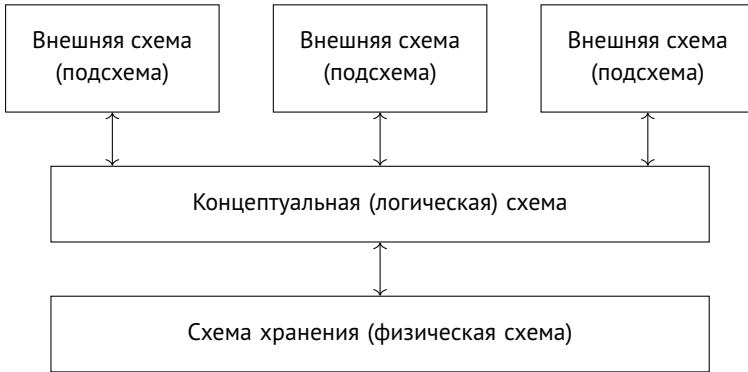 Внешняя схема
(подсхема)
Внешняя схема
(подсхема)
Внешняя схема
(подсхема)
Концептуальная (логическая) схема
Схема хранения (физическая схема)